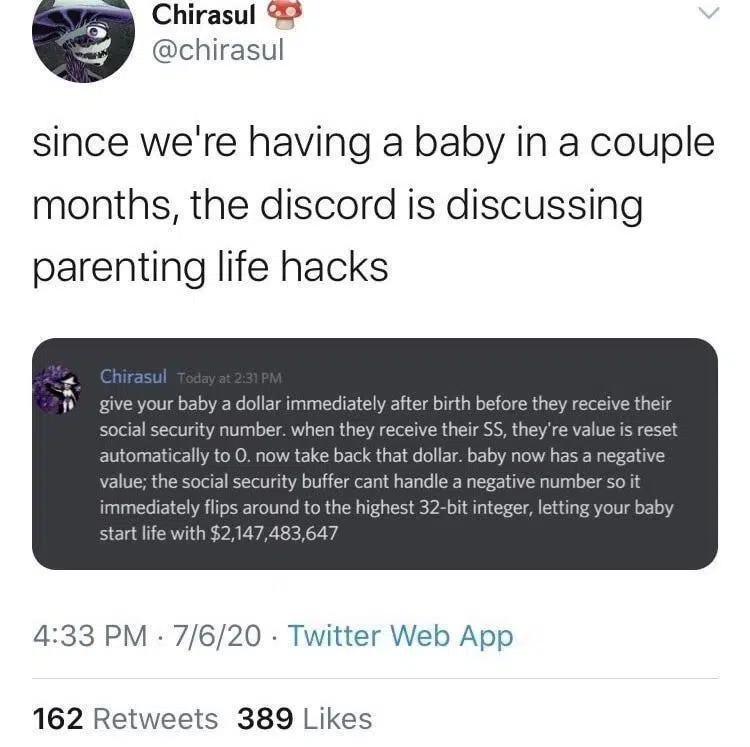 Chirasul 🍄
@chirasul
since we're having a baby in a couple
months, the discord is discussing
parenting life hacks
Chirasul Today at 2:31 PM
give your baby a dollar immediately after birth before they receive their
social security number. when they receive their SS, they're value is reset
automatically to 0. now take back that dollar. baby now has a negative
value; the social security buffer cant handle a negative number so it
immediately flips around to the highest 32-bit integer, letting your baby
start life with $2,147,483,647
4:33 PM · 7/6/20 · Twitter Web App
162 Retweets 389 Likes